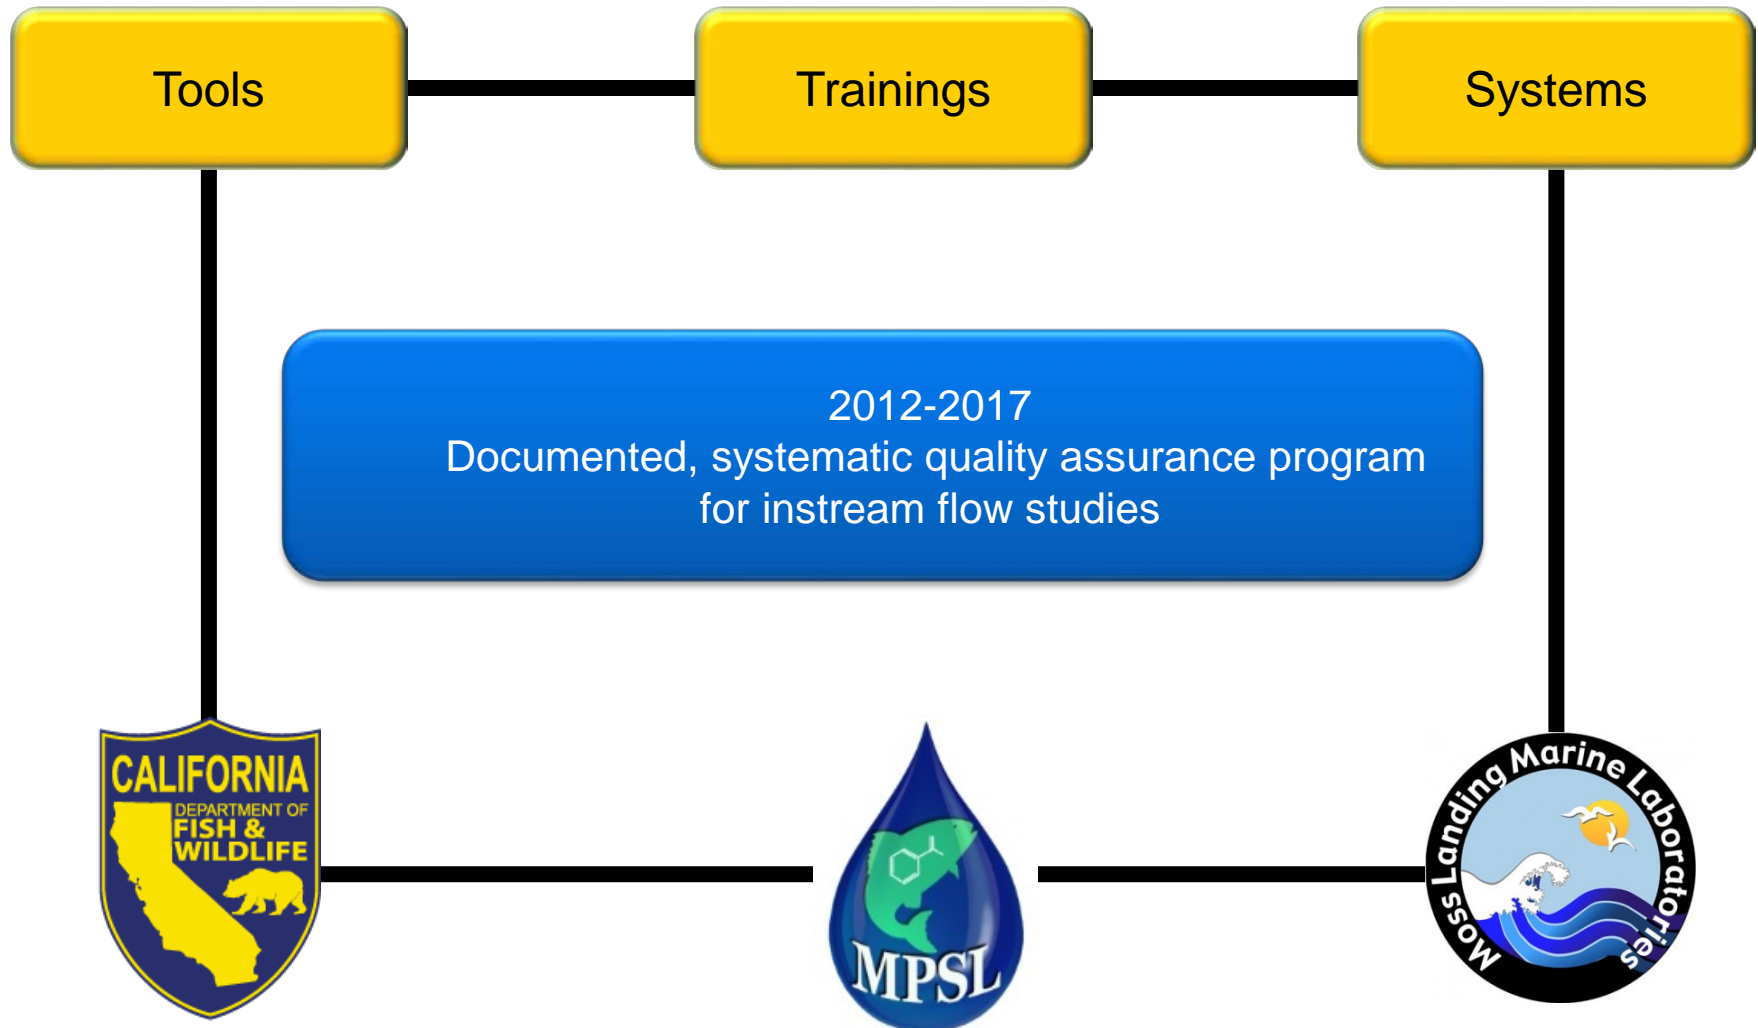 Tools
Trainings
Systems
2012-2017
Documented, systematic quality assurance program
for instream flow studies
CALIFORNIA
DEPARTMENT OF
FISH &
WILDLIFE
MPSL
Moss Landing Marine Laboratories